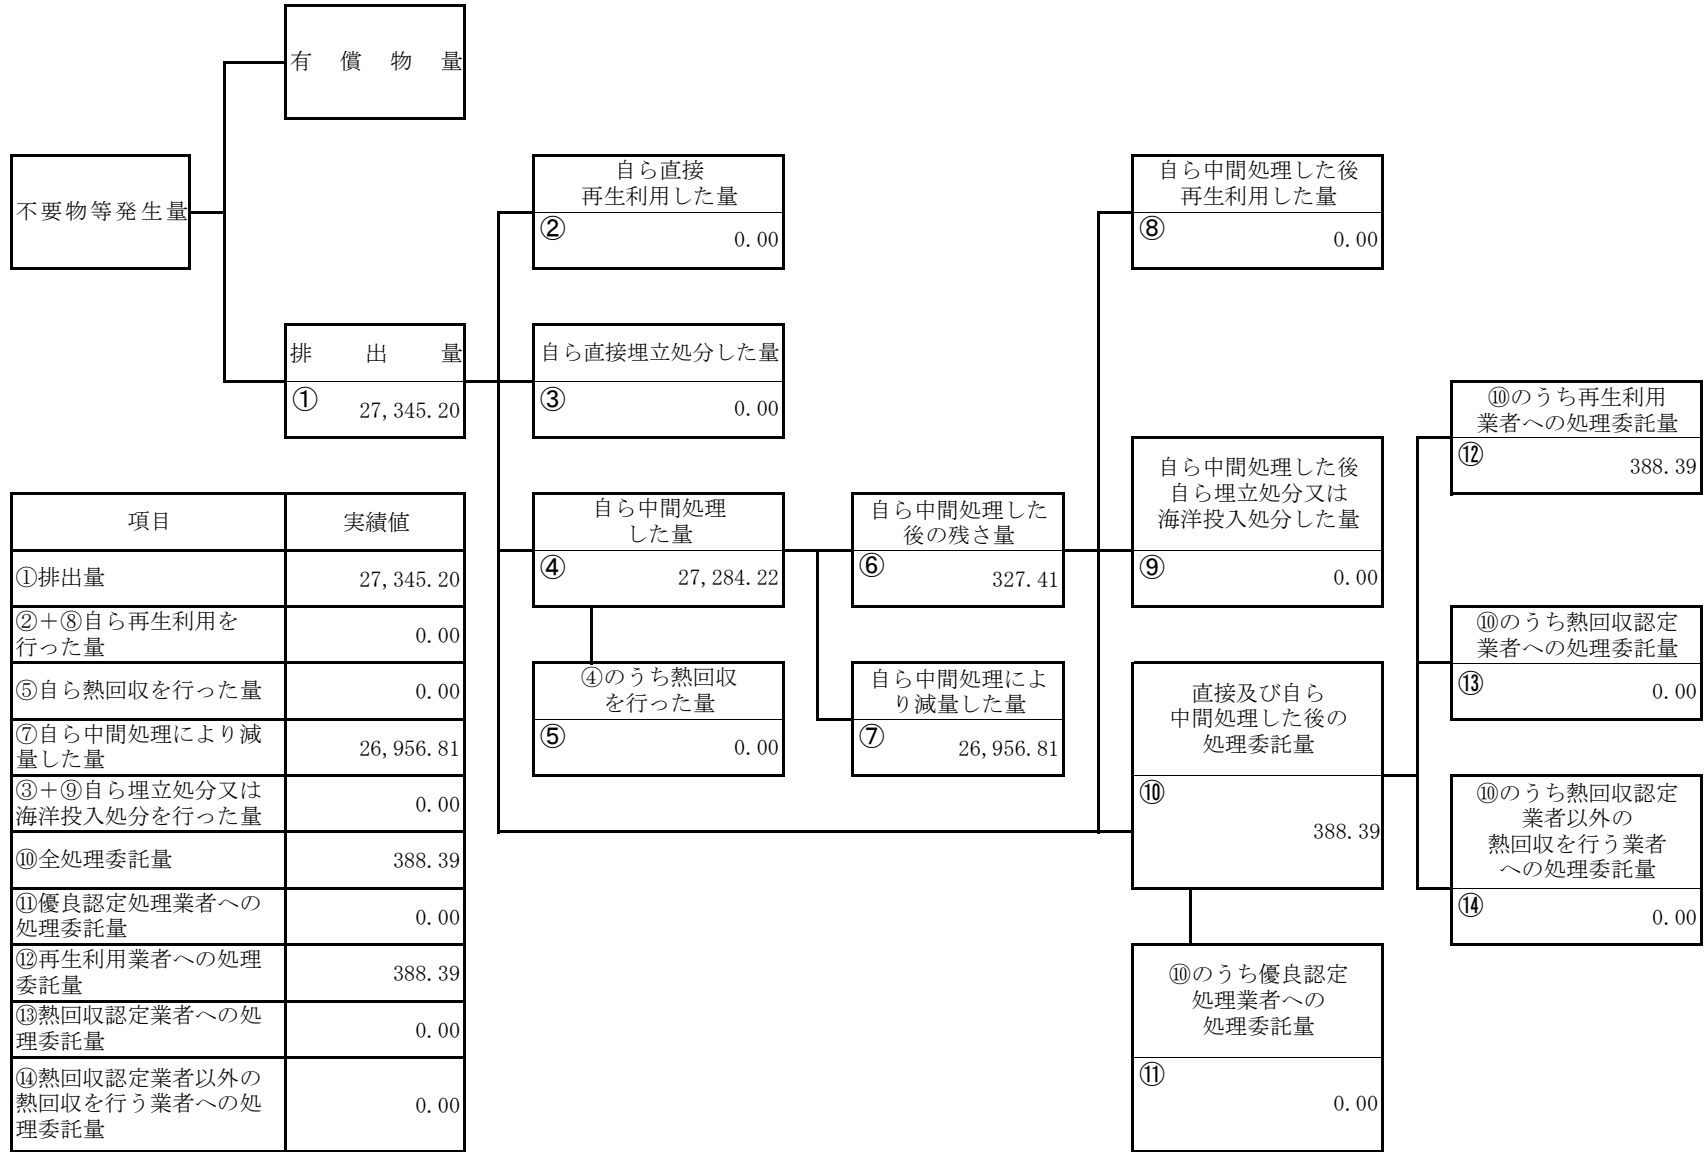 有償物量
不要物等発生量
排出量
①
27,345.20
自ら直接
再生利用した量
②
0.00
自ら直接埋立処分した量
③
0.00
自ら中間処理
した量
④
27,284.22
④のうち熱回収
を行った量
⑤
0.00
自ら中間処理した
後の残さ量
⑥
327.41
自ら中間処理によ
り減量した量
⑦
26,956.81
自ら中間処理した後
再生利用した量
⑧
0.00
自ら中間処理した後
自ら埋立処分又は
海洋投入処分した量
⑨
0.00
直接及び自ら
中間処理した後の
処理委託量
⑩
388.39
⑩のうち優良認定
処理業者への
処理委託量
⑪
0.00
⑩のうち再生利用
業者への処理委託量
⑫
388.39
⑩のうち熱回収認定
業者への処理委託量
⑬
0.00
⑩のうち熱回収認定
業者以外の
熱回収を行う業者
への処理委託量
⑭
0.00
項目 実績値
①排出量 27,345.20
②＋⑧自ら再生利用を
行った量
0.00
⑤自ら熱回収を行った量 0.00
⑦自ら中間処理により減
量した量
26,956.81
③＋⑨自ら埋立処分又は
海洋投入処分を行った量
0.00
⑩全処理委託量 388.39
⑪優良認定処理業者への
処理委託量
0.00
⑫再生利用業者への処理
委託量
388.39
⑬熱回収認定業者への処
理委託量
0.00
⑭熱回収認定業者以外の
熱回収を行う業者への処
理委託量
0.00